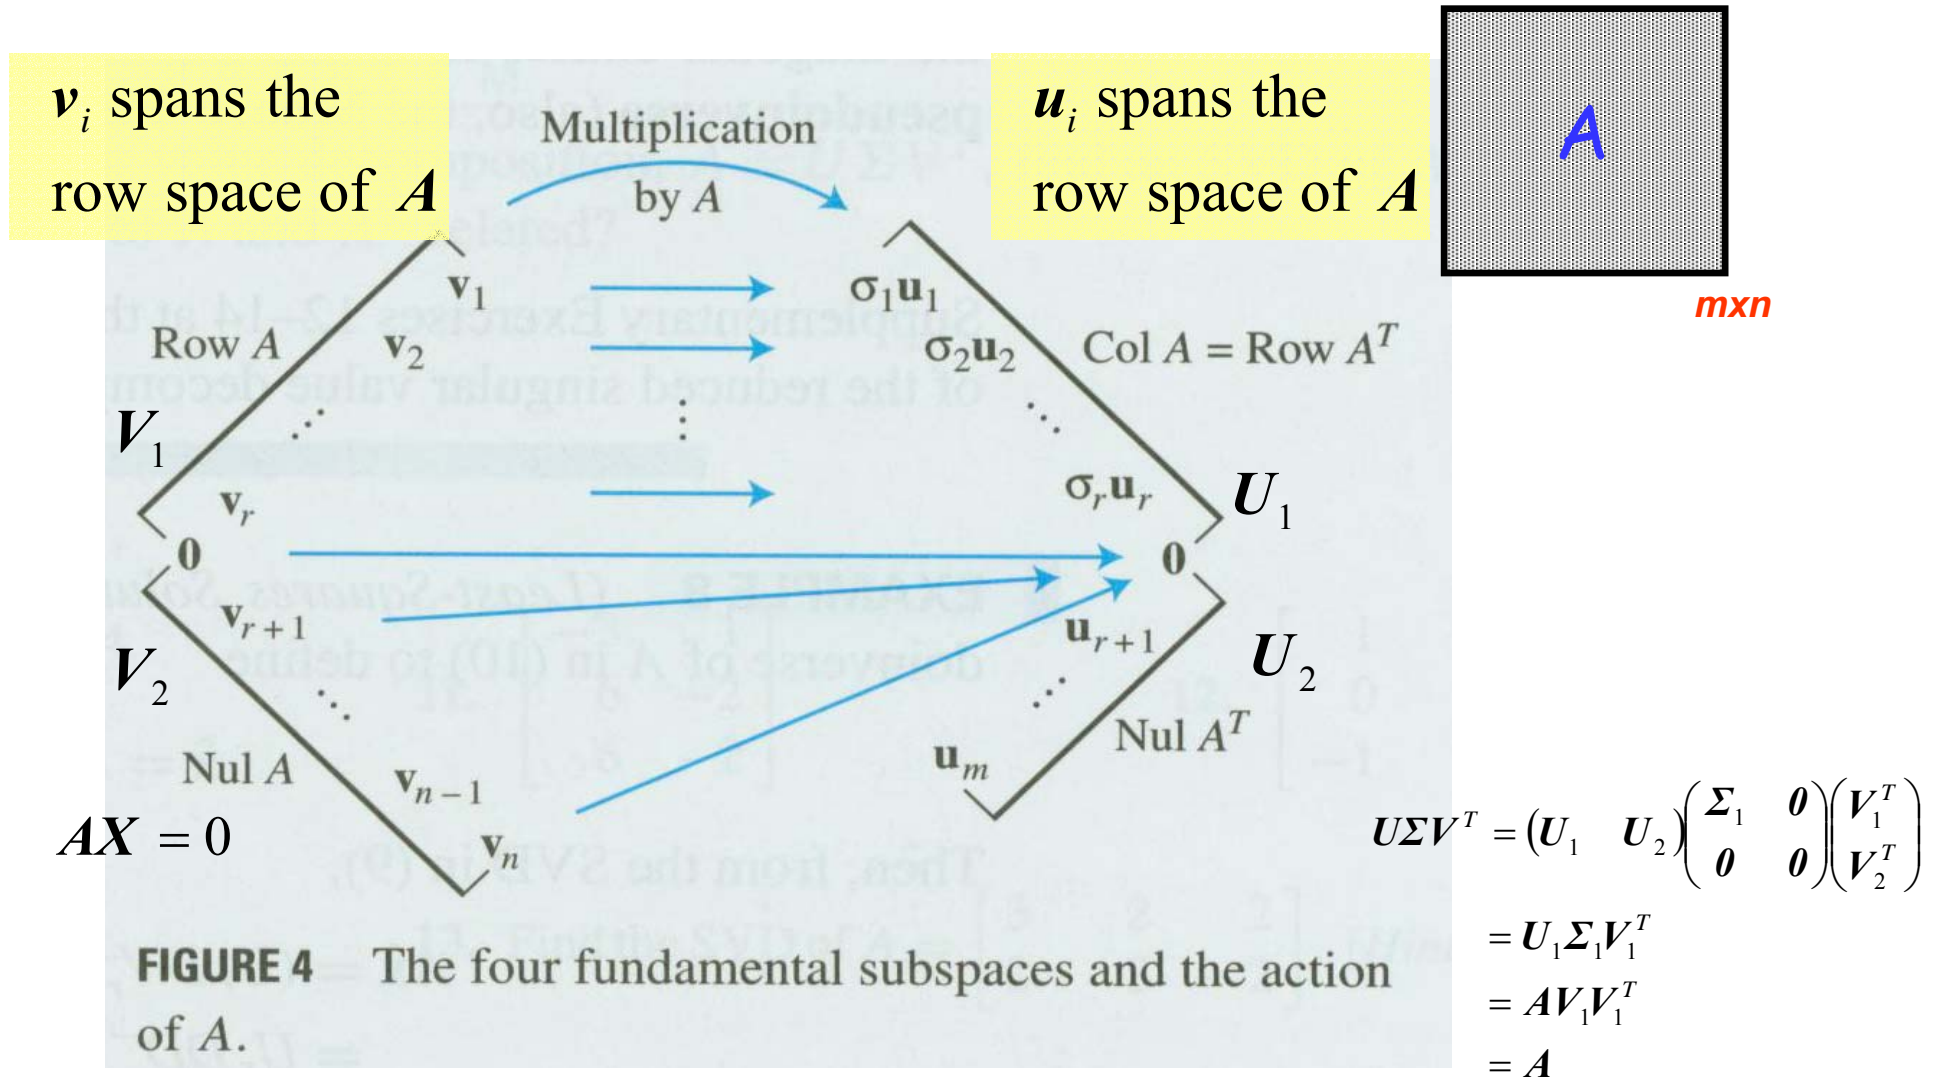 v_i spans the
row space of A
Multiplication
by A
u_i spans the
row space of A
A
mxn
v_1
σ_1u_1
Row A
v_2
σ_2u_2
Col A = Row A^T
V_1
⋰
⋮
⋱
v_r
σ_ru_r
U_1
0
0
v_{r+1}
u_{r+1}
V_2
U_2
⋱
⋰
Nul A
v_{n-1}
u_m
Nul A^T
AX = 0
v_n
UΣV^T = (U_1 U_2) (Σ_1 0
0 0) (V_1^T
V_2^T)
= U_1Σ_1V_1^T
= AV_1V_1^T
= A
FIGURE 4 The four fundamental subspaces and the action
of A.